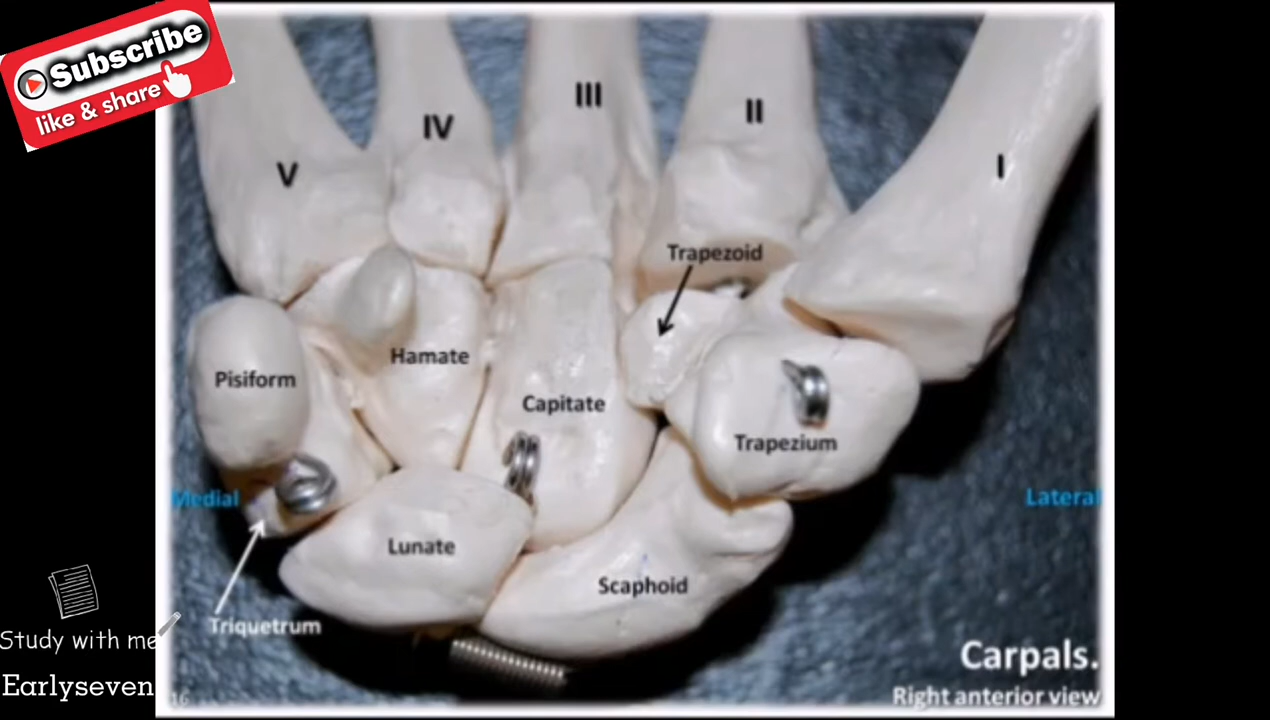 Subscribe
like & share
V
IV
III
II
I
Trapezoid
Pisiform
Hamate
Capitate
Trapezium
Medial
Lateral
Lunate
Scaphoid
Triquetrum
Study with me
Earlyseven
Carpals.
16
Right anterior view